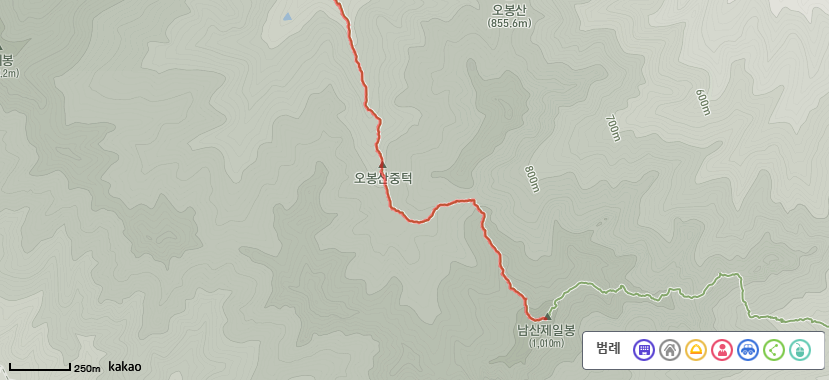 오봉산
(855.6m)
봉
.2m)
600m
700m
800m
오봉산중턱
남산제일봉
(1,010m)
범례
250m kakao